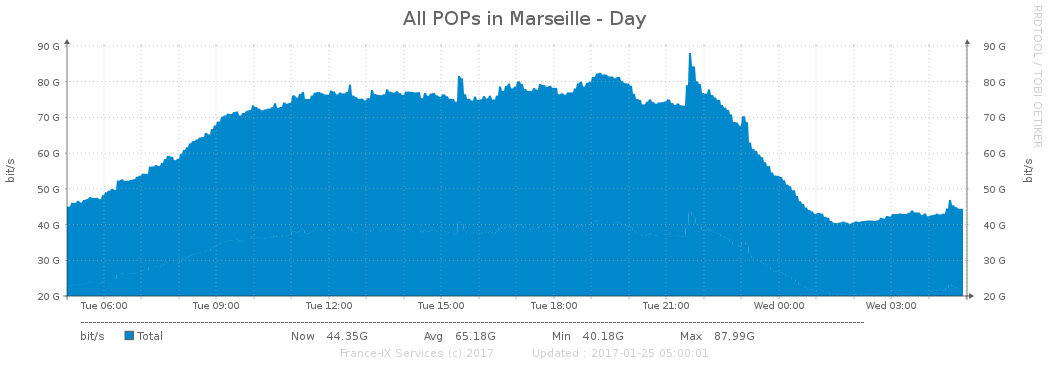 All POPs in Marseille - Day
RRDTOOL / TOBI OETIKER
90 G 90 G
80 G 80 G
70 G 70 G
60 G 60 G
50 G 50 G
40 G 40 G
30 G 30 G
20 G 20 G
bit/s bit/s
Tue 06:00 Tue 09:00 Tue 12:00 Tue 15:00 Tue 18:00 Tue 21:00 Wed 00:00 Wed 03:00
bit/s Total Now 44.35G Avg 65.18G Min 40.18G Max 87.99G
France-IX Services (c) 2017 Updated : 2017-01-25 05:00:01